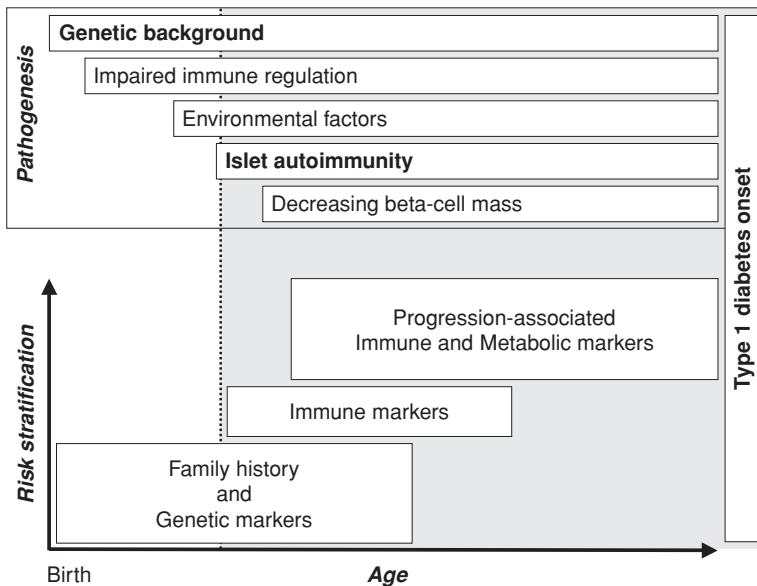 Pathogenesis
Genetic background
Impaired immune regulation
Environmental factors
Islet autoimmunity
Decreasing beta-cell mass
Type 1 diabetes onset
Risk stratification
Progression-associated
Immune and Metabolic markers
Immune markers
Family history
and
Genetic markers
Birth
Age